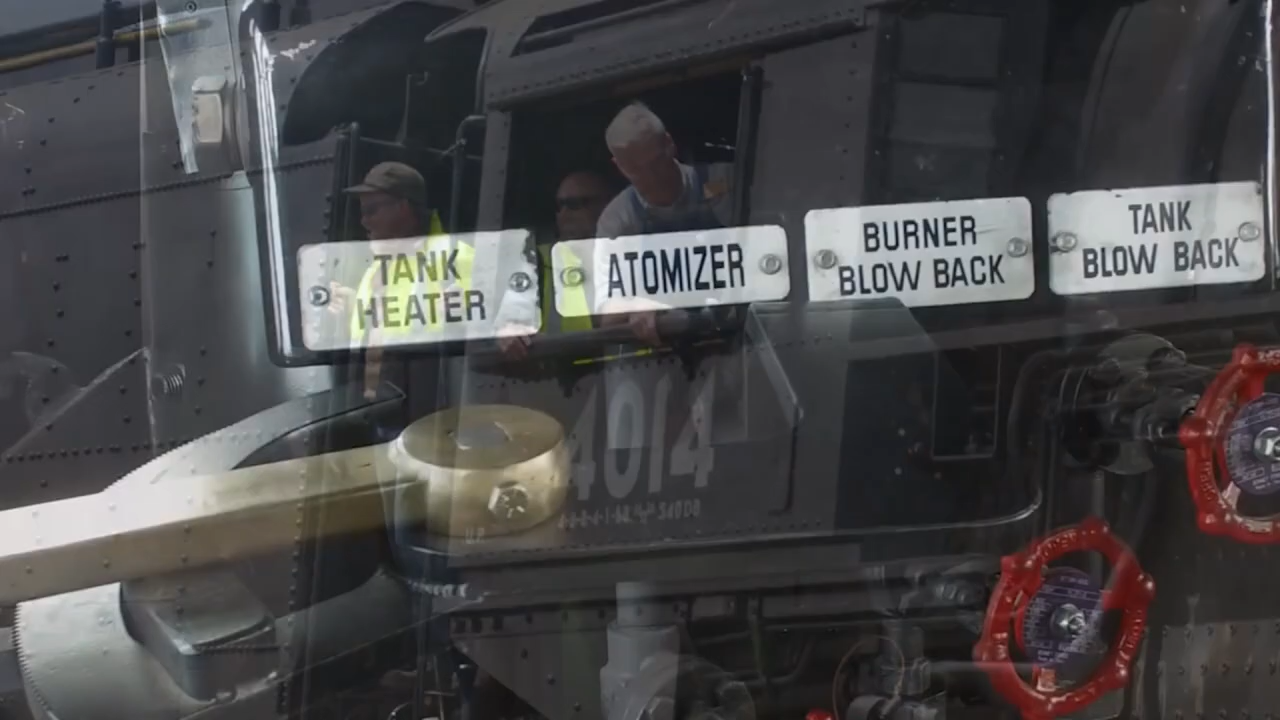 TANK
HEATER
ATOMIZER
BURNER
BLOW BACK
TANK
BLOW BACK
4014
U.P.